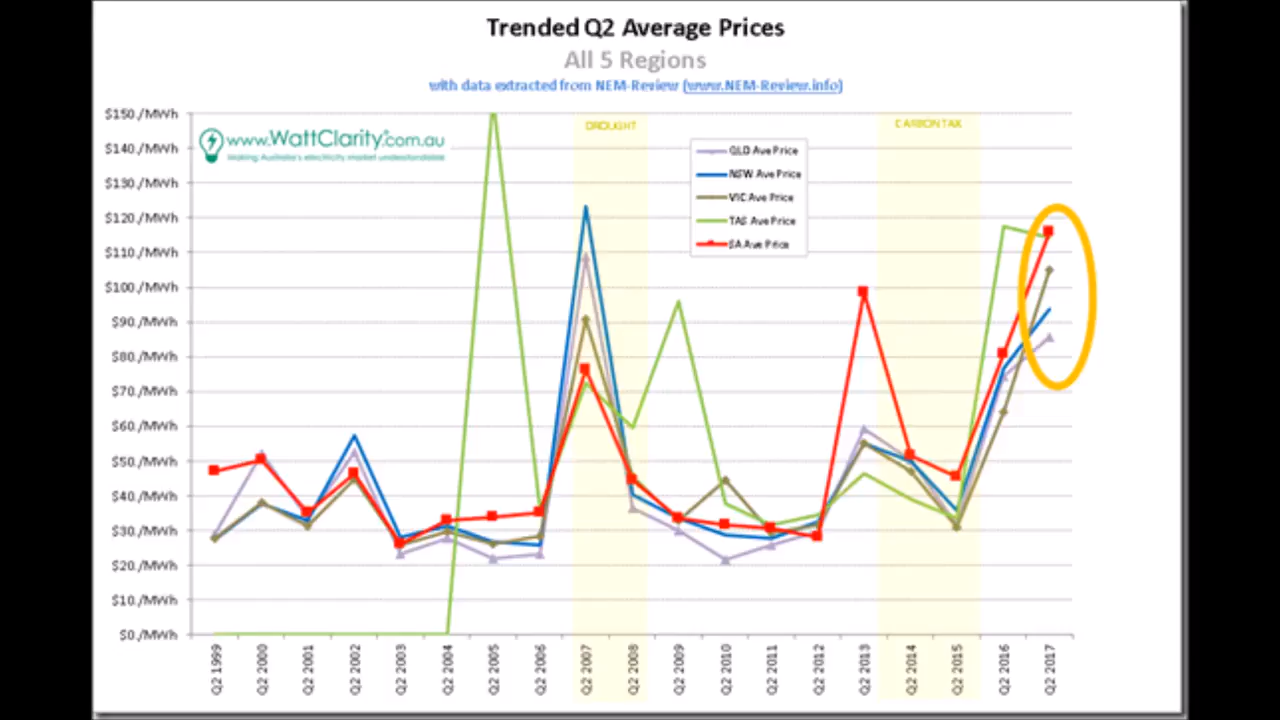 Trended Q2 Average Prices
All 5 Regions
with data extracted from NEM-Review (www.NEM-Review.info)
$150./MWh
$140./MWh
$130./MWh
$120./MWh
$110./MWh
$100./MWh
$90./MWh
$80./MWh
$70./MWh
$60./MWh
$50./MWh
$40./MWh
$30./MWh
$20./MWh
$10./MWh
$0./MWh
www.WattClarity.com.au
Making Australia's electricity market understandable
DROUGHT
CARBON TAX
QLD Ave Price
NSW Ave Price
VIC Ave Price
TAS Ave Price
SA Ave Price
Q2 1999
Q2 2000
Q2 2001
Q2 2002
Q2 2003
Q2 2004
Q2 2005
Q2 2006
Q2 2007
Q2 2008
Q2 2009
Q2 2010
Q2 2011
Q2 2012
Q2 2013
Q2 2014
Q2 2015
Q2 2016
Q2 2017